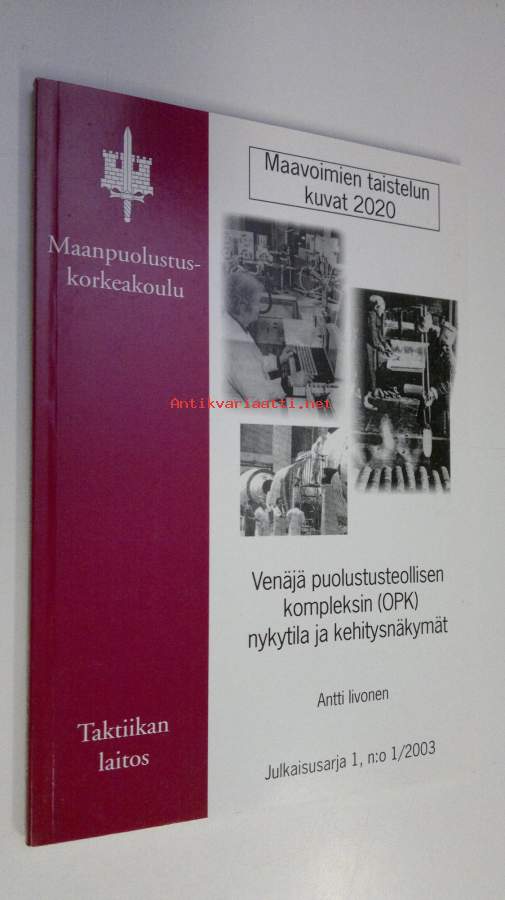 Maavoimien taistelun
kuvat 2020
Maanpuolustus-
korkeakoulu
Antikvariaatti.net
Venäjä puolustusteollisen
kompleksin (OPK)
nykytila ja kehitysnäkymät
Antti Iivonen
Taktiikan
laitos
Julkaisusarja 1, n:o 1/2003